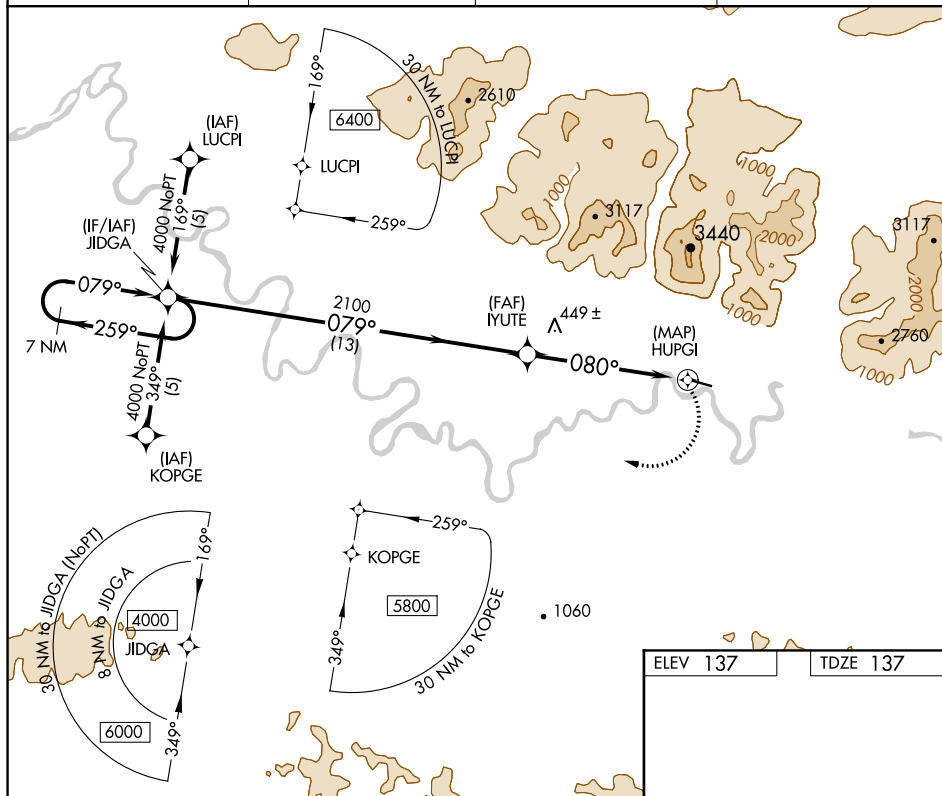 30 NM to LUCPI
169°
2610
6400
(IAF)
LUCPI
LUCPI
1000
1000
4000 NoPT
169°
(5)
259°
3117
2000
3440
3117
2000
(IF/IAF)
JIDGA
079°
2100
079°
(13)
(FAF)
IYUTE
449 ±
1000
259°
7 NM
(MAP)
HUPGI
080°
2760
1000
4000 NoPT
349°
(5)
(IAF)
KOPGE
30 NM to JIDGA (NoPT)
8 NM to JIDGA
169°
4000
JIDGA
6000
349°
259°
KOPGE
5800
349°
30 NM to KOPGE
1060
ELEV 137
TDZE 137